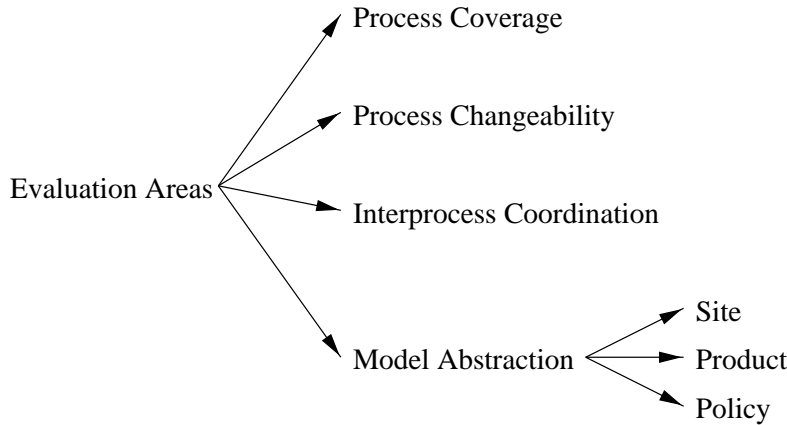 Process Coverage
Process Changeability
Evaluation Areas
Interprocess Coordination
Site
Model Abstraction
Product
Policy